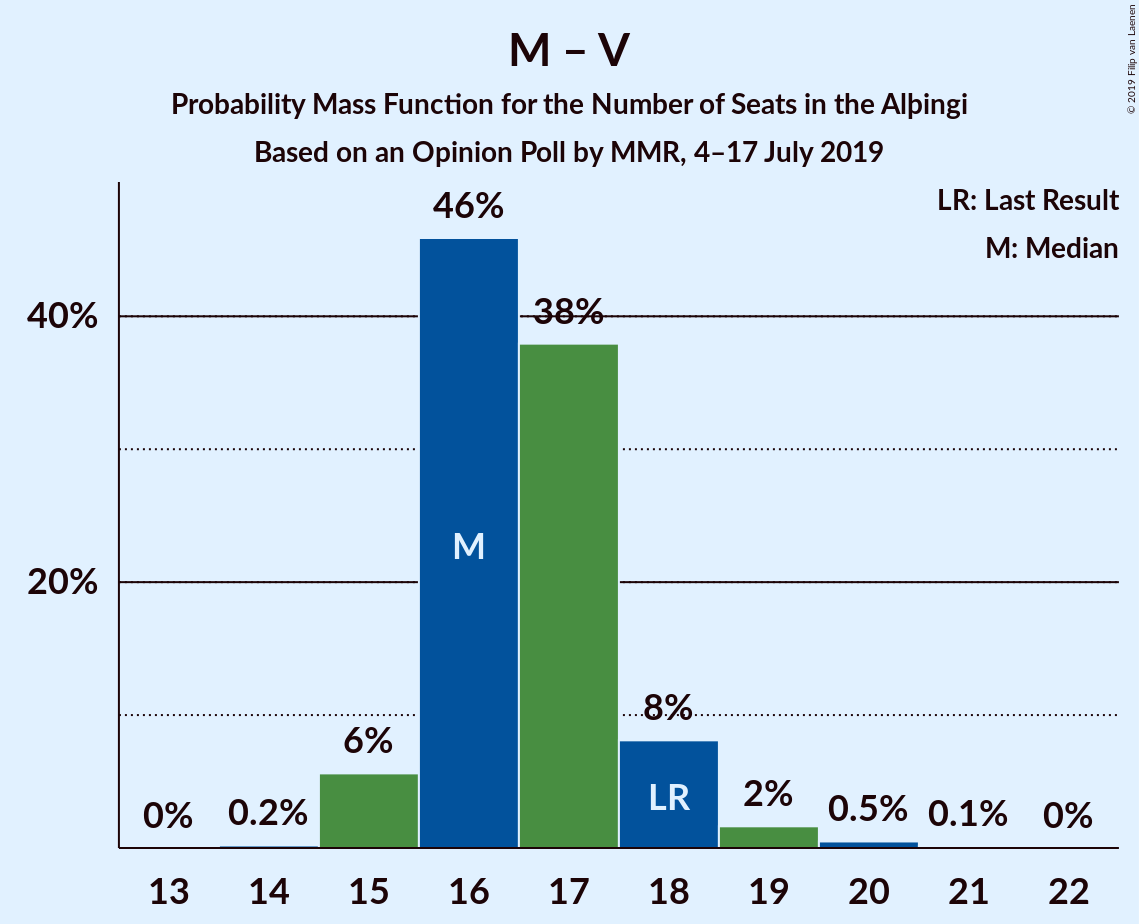 M – V
Probability Mass Function for the Number of Seats in the Alþingi
Based on an Opinion Poll by MMR, 4–17 July 2019
© 2019 Filip van Laenen
LR: Last Result
M: Median
46%
38%
40%
M
20%
8%
6%
LR
2%
0.5%
0.2%
0.1%
0%
0%
13 14 15 16 17 18 19 20 21 22